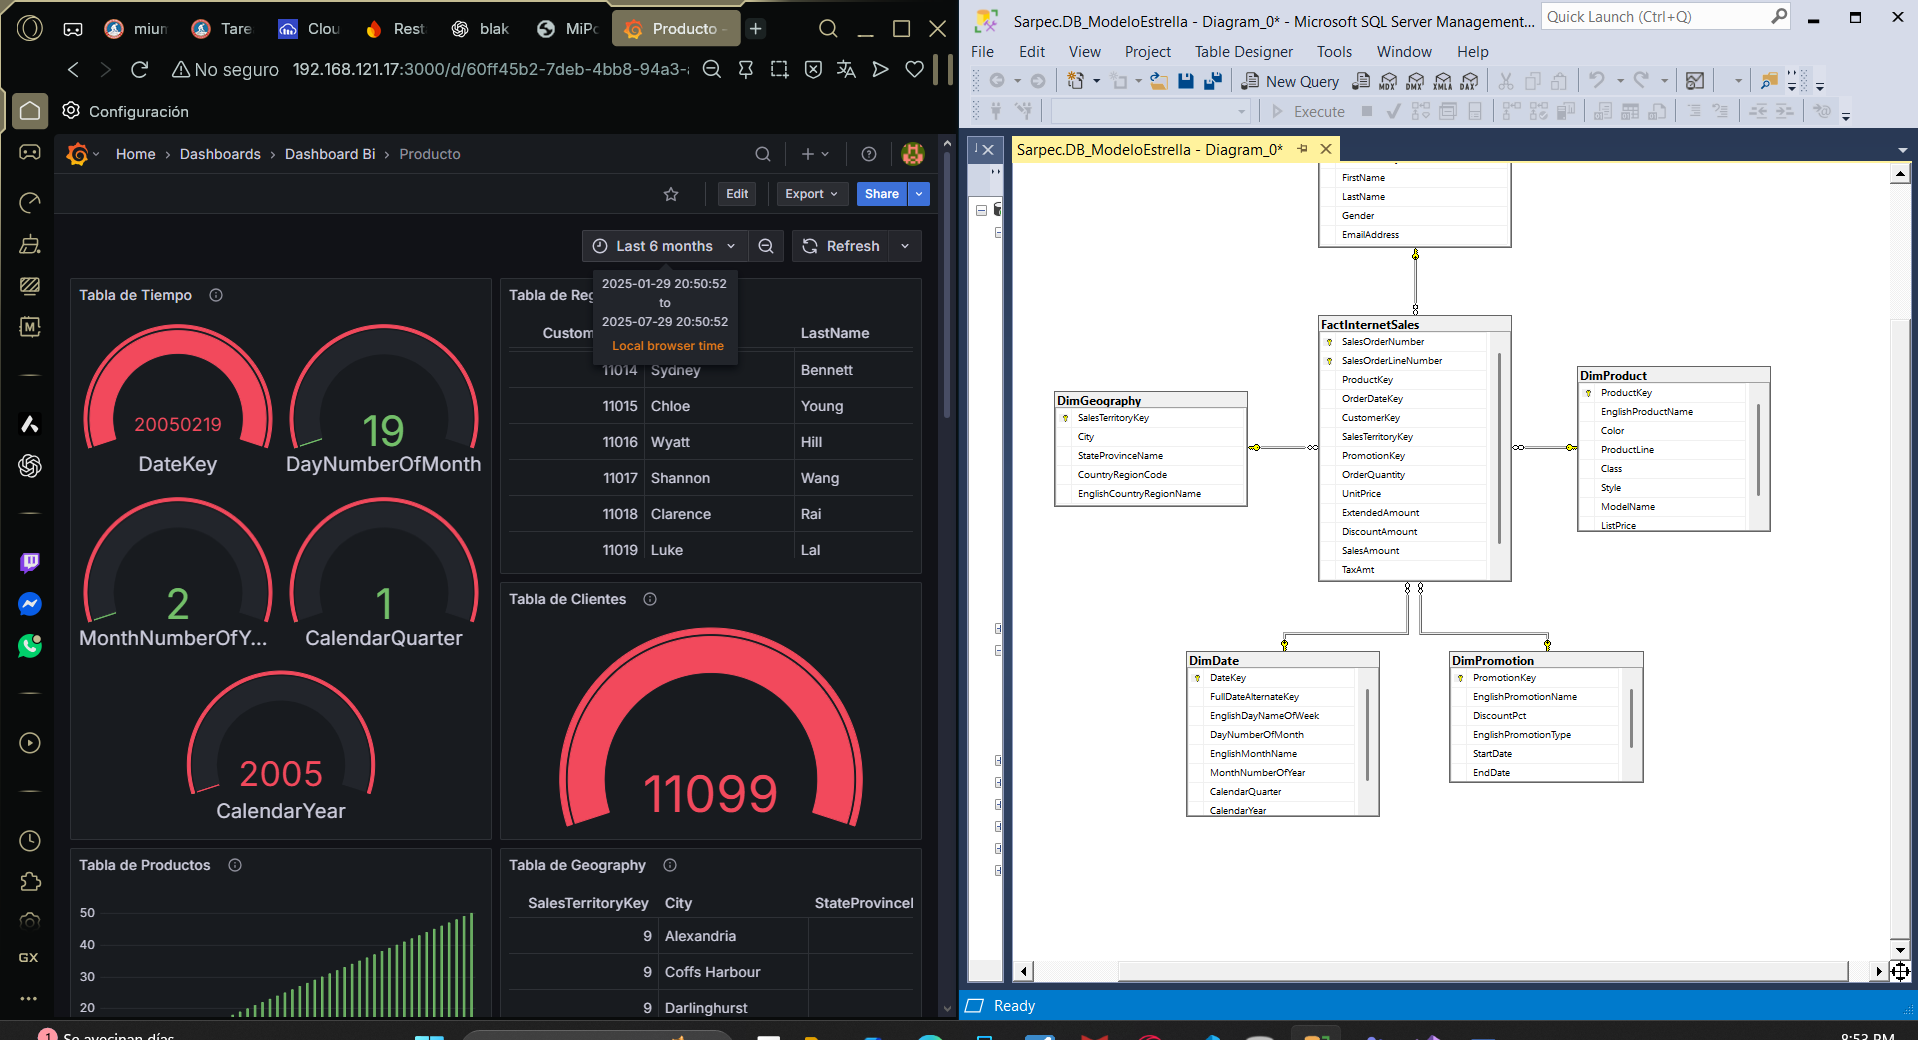 mium
Tare
Clou
Rest
blak
MiPo
Producto -
No seguro
192.168.121.17:3000/d/60ff45b2-7deb-4bb8-94a3-a
Configuración
Home > Dashboards > Dashboard Bi > Producto
Edit
Export
Share
Last 6 months
Refresh
2025-01-29 20:50:52
to
2025-07-29 20:50:52
Local browser time
Tabla de Tiempo
20050219
DateKey
19
DayNumberOfMonth
2
MonthNumberOfY...
1
CalendarQuarter
2005
CalendarYear
Tabla de Reg
Custom
LastName
11014 Sydney Bennett
11015 Chloe Young
11016 Wyatt Hill
11017 Shannon Wang
11018 Clarence Rai
11019 Luke Lal
Tabla de Clientes
11099
Tabla de Productos
50
40
30
20
Tabla de Geography
SalesTerritoryKey City StateProvinceI
9 Alexandria
9 Coffs Harbour
9 Darlinghurst
GX
1
Se avecinan días
Sarpec.DB_ModeloEstrella - Diagram_0* - Microsoft SQL Server Management...
Quick Launch (Ctrl+Q)
File Edit View Project Table Designer Tools Window Help
New Query
MDX DMX XMLA DAX
Execute
Sarpec.DB_ModeloEstrella - Diagram_0*
FirstName
LastName
Gender
EmailAddress
FactInternetSales
SalesOrderNumber
SalesOrderLineNumber
ProductKey
OrderDateKey
CustomerKey
SalesTerritoryKey
PromotionKey
OrderQuantity
UnitPrice
ExtendedAmount
DiscountAmount
SalesAmount
TaxAmt
DimGeography
SalesTerritoryKey
City
StateProvinceName
CountryRegionCode
EnglishCountryRegionName
DimProduct
ProductKey
EnglishProductName
Color
ProductLine
Class
Style
ModelName
ListPrice
DimDate
DateKey
FullDateAlternateKey
EnglishDayNameOfWeek
DayNumberOfMonth
EnglishMonthName
MonthNumberOfYear
CalendarQuarter
CalendarYear
DimPromotion
PromotionKey
EnglishPromotionName
DiscountPct
EnglishPromotionType
StartDate
EndDate
Ready
8:53 PM